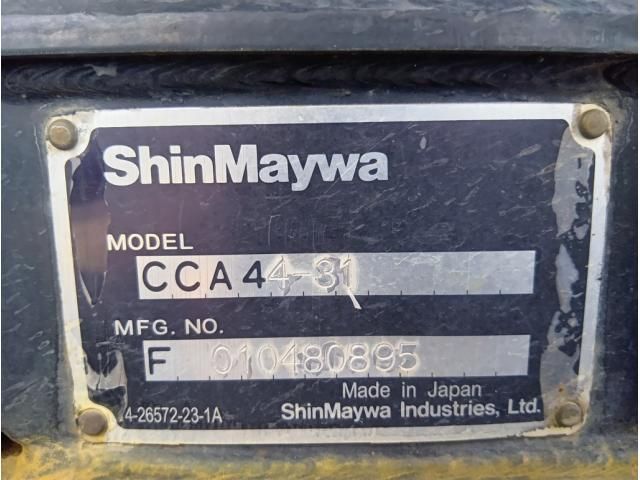 ShinMaywa
MODEL
CCA44-31
MFG. NO.
F 010480895
Made in Japan
4-26572-23-1A
ShinMaywa Industries, Ltd.